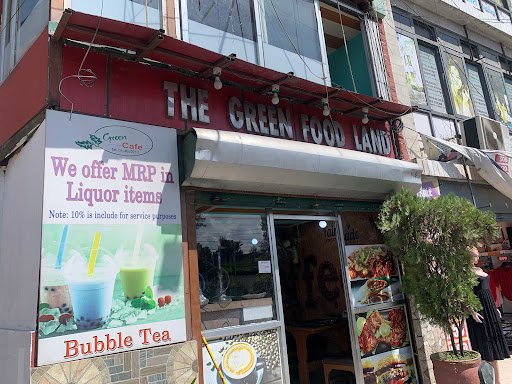 THE GREEN FOOD LAND
Green
Cafe
We offer MRP in
Liquor items
Note: 10% is include for service purposes
Bubble Tea